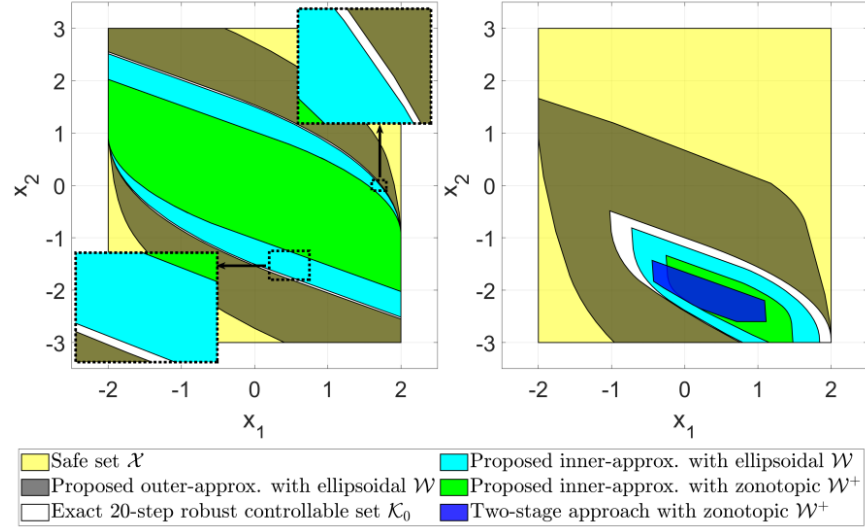 3
2
1
0
-1
-2
-3
x₂
-2
-1
0
1
2
x₁
3
2
1
0
-1
-2
-3
x₂
-2
-1
0
1
2
x₁
Safe set 𝒳
Proposed outer-approx. with ellipsoidal 𝒲
Exact 20-step robust controllable set 𝒦₀
Proposed inner-approx. with ellipsoidal 𝒲
Proposed inner-approx. with zonotopic 𝒲⁺
Two-stage approach with zonotopic 𝒲⁺